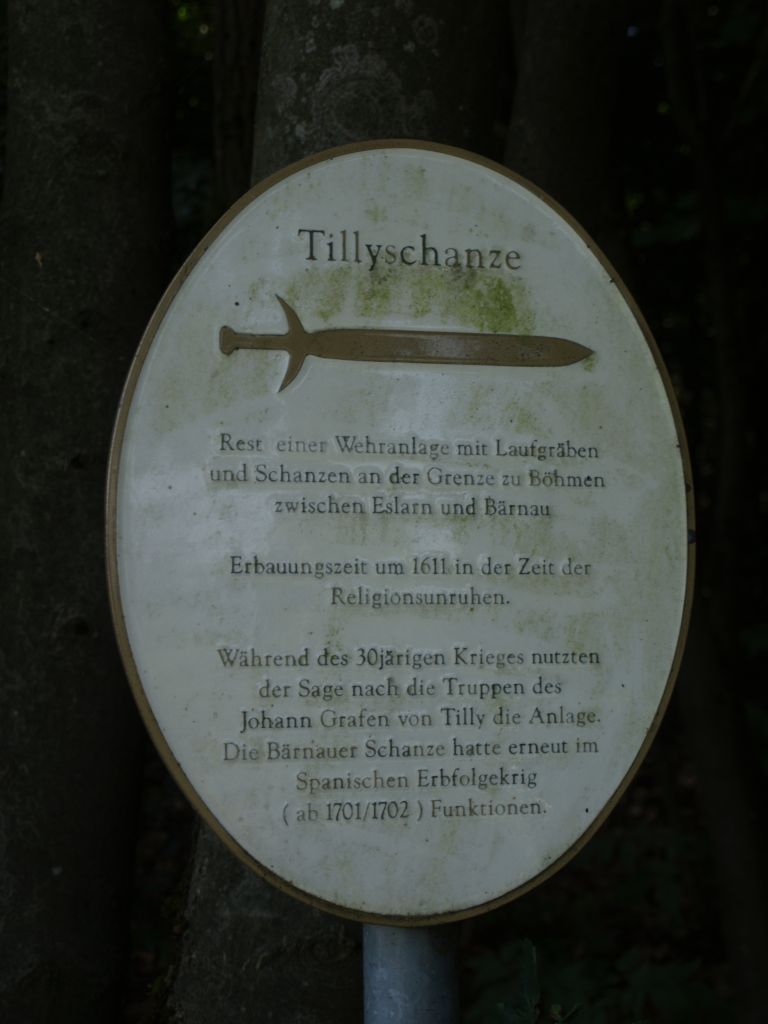 Tillyschanze
Rest einer Wehranlage mit Laufgräben
und Schanzen an der Grenze zu Böhmen
zwischen Eslarn und Bärnau
Erbauungszeit um 1611 in der Zeit der
Religionsunruhen.
Während des 30järigen Krieges nutzten
der Sage nach die Truppen des
Johann Grafen von Tilly die Anlage.
Die Bärnauer Schanze hatte erneut im
Spanischen Erbfolgekrig
( ab 1701/1702 ) Funktionen.